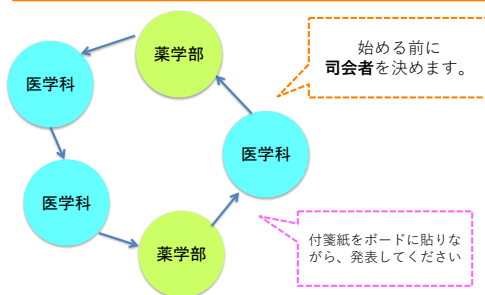 薬学部
始める前に
司会者を決めます。
医学科
医学科
医学科
付箋紙をボードに貼りな
がら、発表してください
薬学部